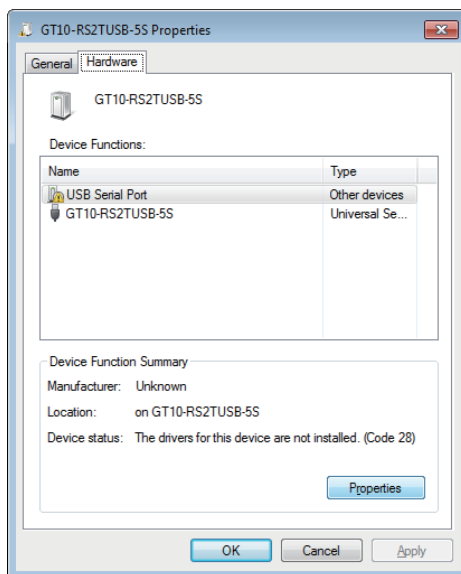 GT10-RS2TUSB-5S Properties
General Hardware
GT10-RS2TUSB-5S
Device Functions:
Name Type
USB Serial Port Other devices
GT10-RS2TUSB-5S Universal Se...
Device Function Summary
Manufacturer: Unknown
Location: on GT10-RS2TUSB-5S
Device status: The drivers for this device are not installed. (Code 28)
Properties
OK Cancel Apply